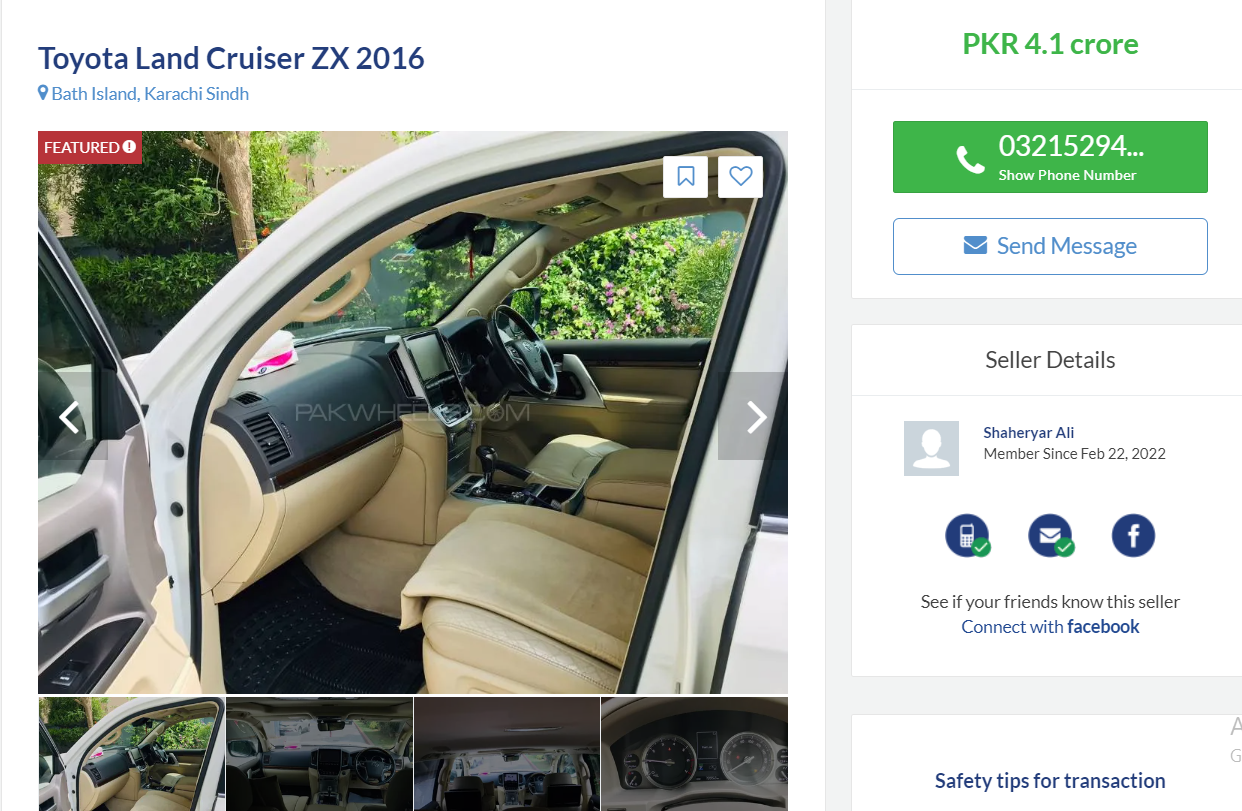 Toyota Land Cruiser ZX 2016
Bath Island, Karachi Sindh
FEATURED
PAKWHEELS.COM
PKR 4.1 crore
03215294...
Show Phone Number
Send Message
Seller Details
Shaheryar Ali
Member Since Feb 22, 2022
See if your friends know this seller
Connect with facebook
Safety tips for transaction
A
G